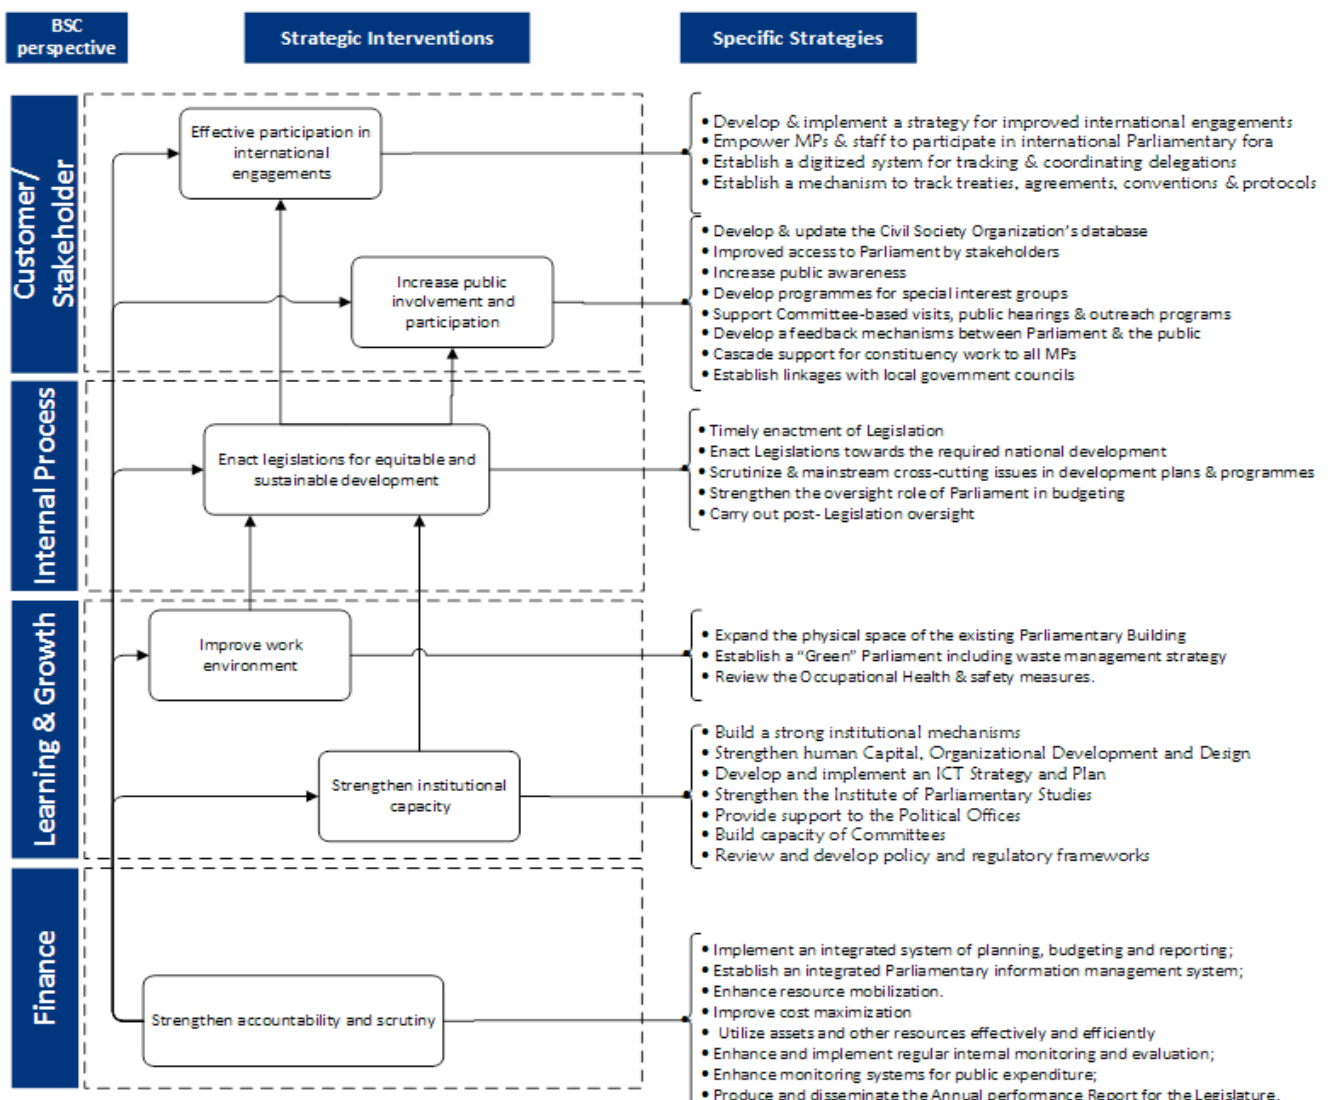 BSC
perspective
Strategic Interventions
Specific Strategies
Customer/
Stakeholder
Effective participation in
international
engagements
• Develop & implement a strategy for improved international engagements
• Empower MPs & staff to participate in international Parliamentary fora
• Establish a digitized system for tracking & coordinating delegations
• Establish a mechanism to track treaties, agreements, conventions & protocols
Increase public
involvement and
participation
• Develop & update the Civil Society Organization's database
• Improved access to Parliament by stakeholders
• Increase public awareness
• Develop programmes for special interest groups
• Support Committee-based visits, public hearings & outreach programs
• Develop a feedback mechanisms between Parliament & the public
• Cascade support for constituency work to all MPs
• Establish linkages with local government councils
Internal Process
Enact legislations for equitable and
sustainable development
• Timely enactment of Legislation
• Enact Legislations towards the required national development
• Scrutinize & mainstream cross-cutting issues in development plans & programmes
• Strengthen the oversight role of Parliament in budgeting
• Carry out post- Legislation oversight
Learning & Growth
Improve work
environment
• Expand the physical space of the existing Parliamentary Building
• Establish a "Green" Parliament including waste management strategy
• Review the Occupational Health & safety measures.
Strengthen institutional
capacity
• Build a strong institutional mechanisms
• Strengthen human Capital, Organizational Development and Design
• Develop and implement an ICT Strategy and Plan
• Strengthen the Institute of Parliamentary Studies
• Provide support to the Political Offices
• Build capacity of Committees
• Review and develop policy and regulatory frameworks
Finance
Strengthen accountability and scrutiny
• Implement an integrated system of planning, budgeting and reporting;
• Establish an integrated Parliamentary information management system;
• Enhance resource mobilization.
• Improve cost maximization
• Utilize assets and other resources effectively and efficiently
• Enhance and implement regular internal monitoring and evaluation;
• Enhance monitoring systems for public expenditure;
• Produce and disseminate the Annual performance Report for the Legislature.